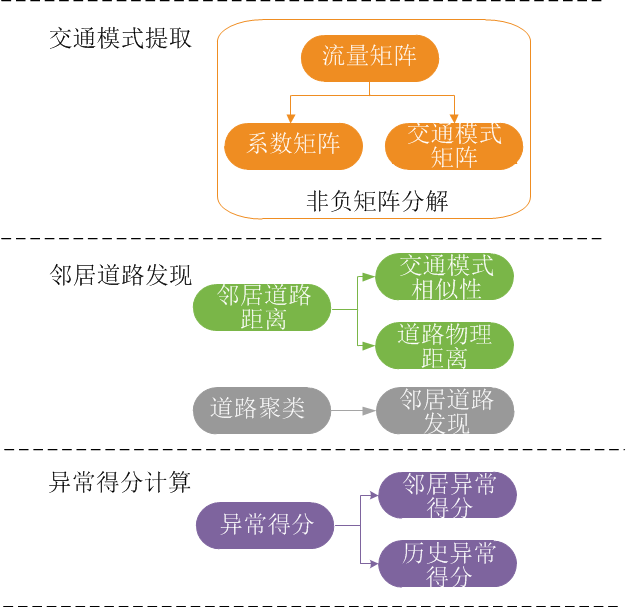 交通模式提取
流量矩阵
系数矩阵
交通模式
矩阵
非负矩阵分解
邻居道路发现
邻居道路
距离
交通模式
相似性
道路物理
距离
道路聚类
邻居道路
发现
异常得分计算
异常得分
邻居异常
得分
历史异常
得分